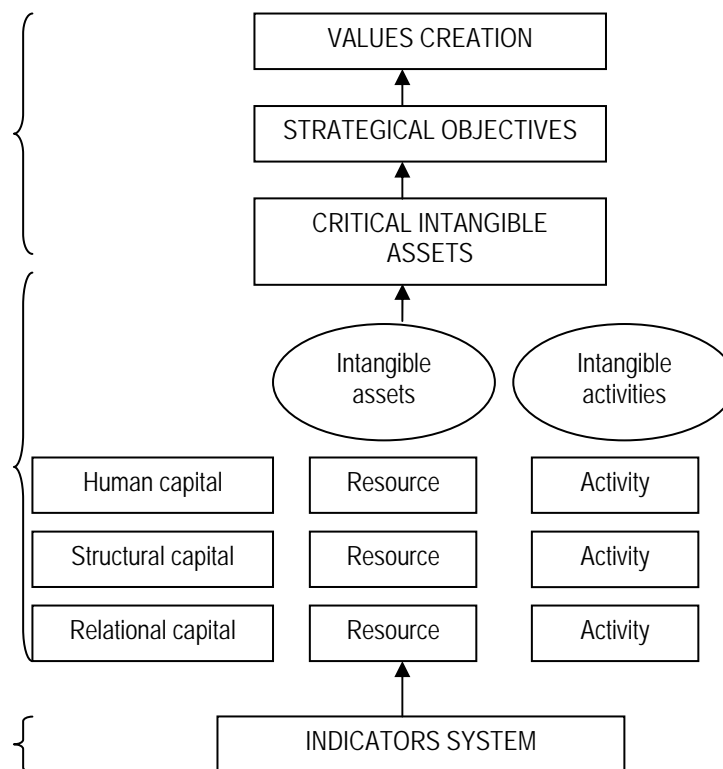 VALUES CREATION
STRATEGICAL OBJECTIVES
CRITICAL INTANGIBLE
ASSETS
Intangible
assets
Intangible
activities
Human capital
Resource
Activity
Structural capital
Resource
Activity
Relational capital
Resource
Activity
INDICATORS SYSTEM